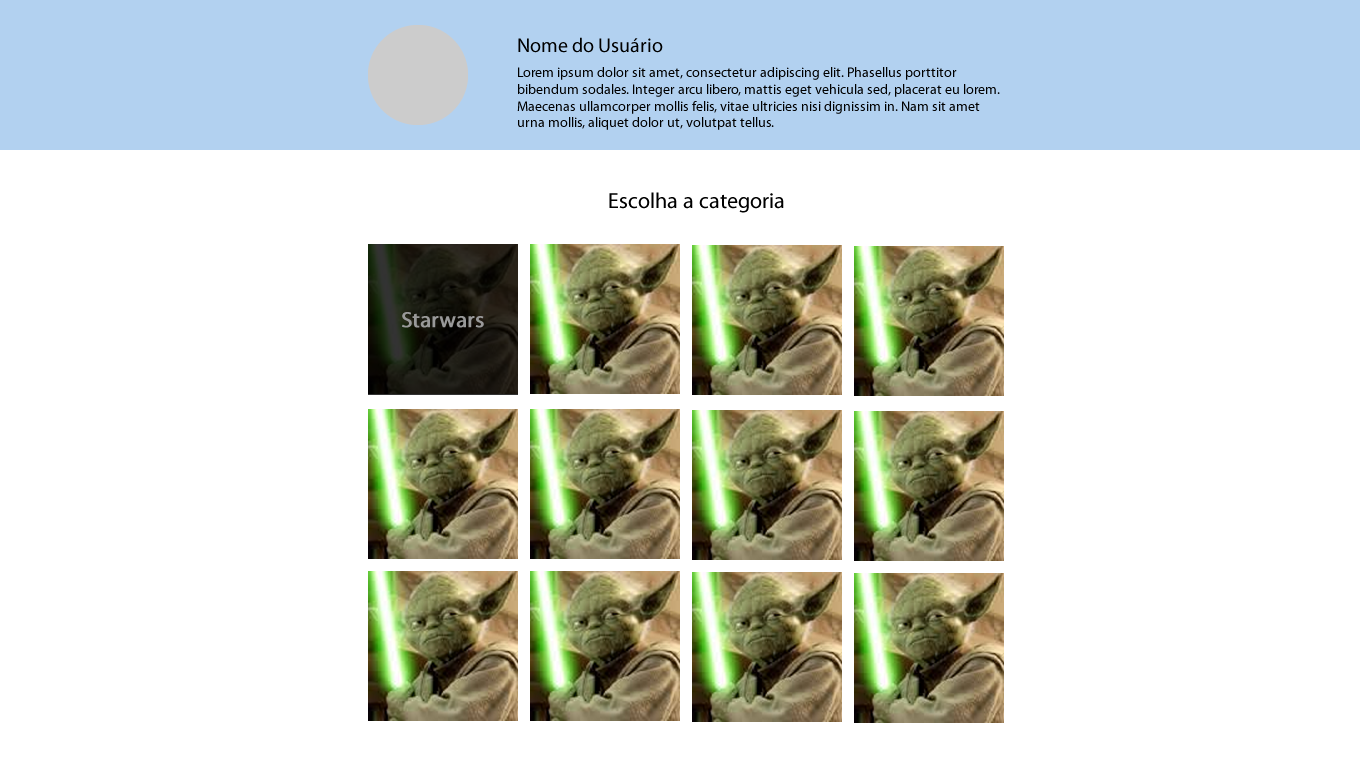 Nome do Usuário
Lorem ipsum dolor sit amet, consectetur adipiscing elit. Phasellus porttitor
bibendum sodales. Integer arcu libero, mattis eget vehicula sed, placerat eu lorem.
Maecenas ullamcorper mollis felis, vitae ultricies nisi dignissim in. Nam sit amet
urna mollis, aliquet dolor ut, volutpat tellus.
Escolha a categoria
Starwars